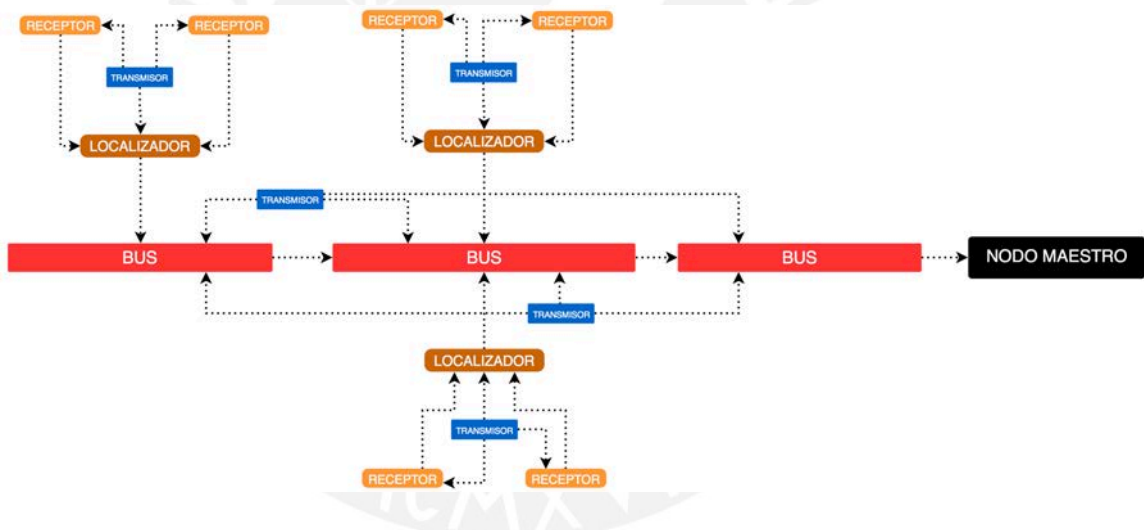 RECEPTOR
RECEPTOR
RECEPTOR
RECEPTOR
TRANSMISOR
TRANSMISOR
LOCALIZADOR
LOCALIZADOR
TRANSMISOR
BUS
BUS
BUS
NODO MAESTRO
TRANSMISOR
LOCALIZADOR
TRANSMISOR
RECEPTOR
RECEPTOR